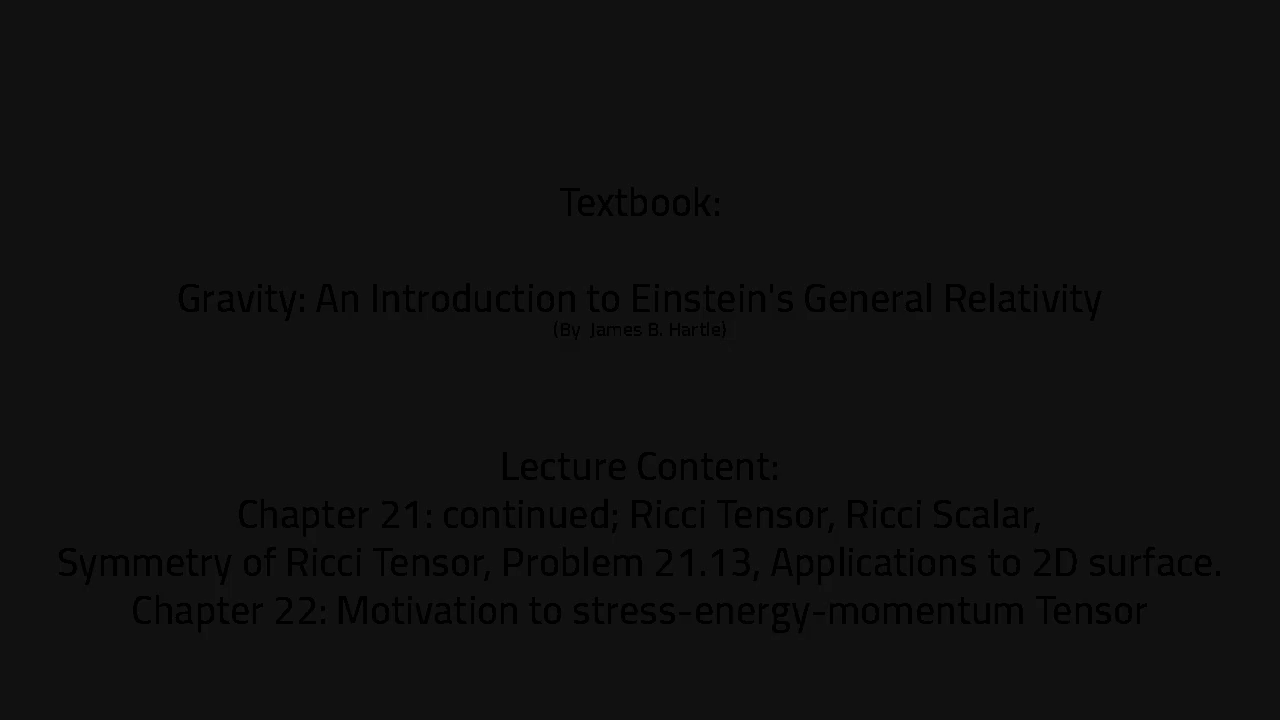 Textbook:
Gravity: An Introduction to Einstein's General Relativity
(By James B. Hartle)
Lecture Content:
Chapter 21: continued; Ricci Tensor, Ricci Scalar,
Symmetry of Ricci Tensor, Problem 21.13, Applications to 2D surface.
Chapter 22: Motivation to stress-energy-momentum Tensor